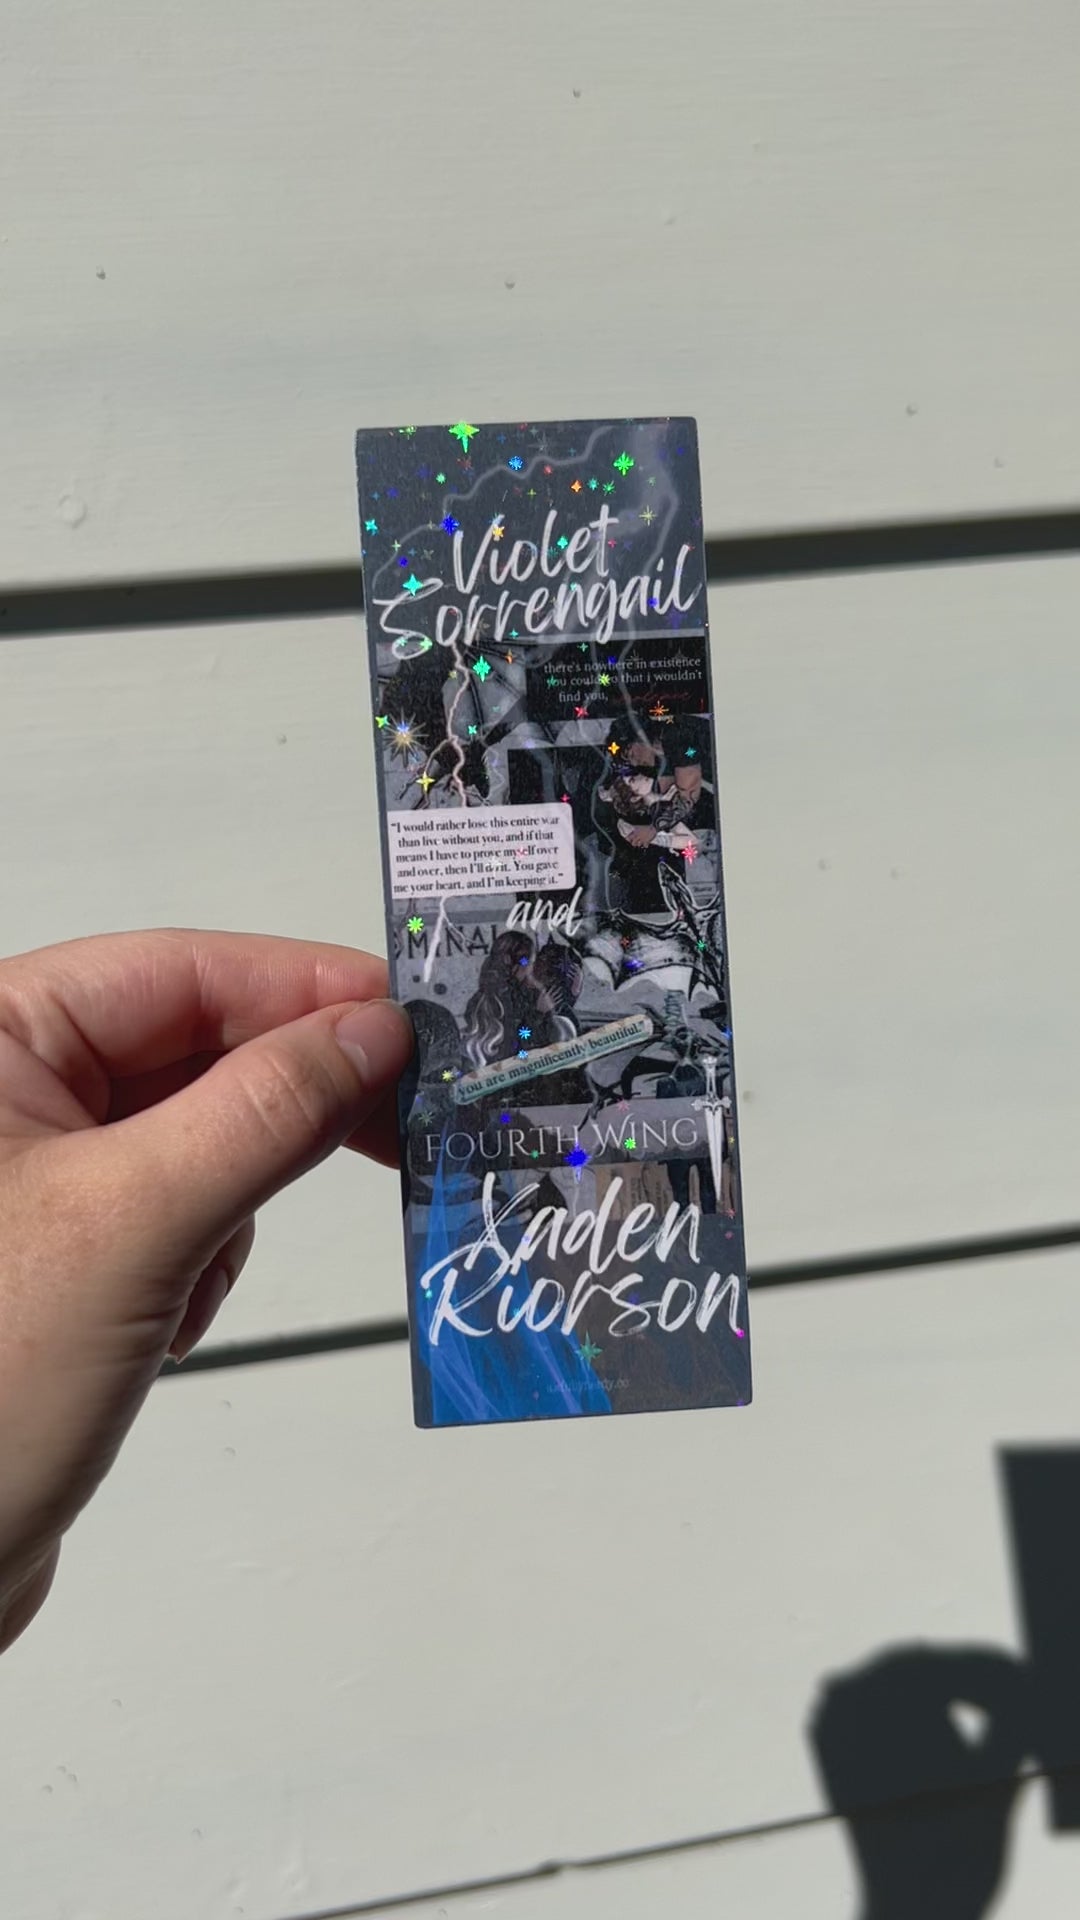 Violet
Sorrengail
there's nowhere in existence
you could go that i wouldn't
find you, violence
"I would rather lose this entire war
than live without you, and if that
means I have to prove myself over
and over, then I'll do it. You gave
me your heart, and I'm keeping it."
and
you are magnificently beautiful."
FOURTH WING
Xaden
Riorson